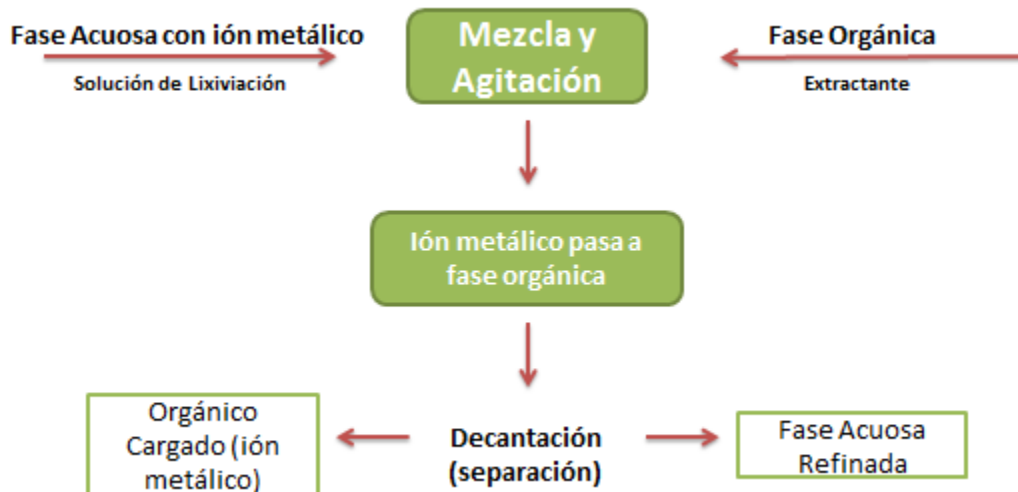 Fase Acuosa con ión metálico
Solución de Lixiviación
Mezcla y
Agitación
Fase Orgánica
Extractante
Ión metálico pasa a
fase orgánica
Orgánico
Cargado (ión
metálico)
Decantación
(separación)
Fase Acuosa
Refinada